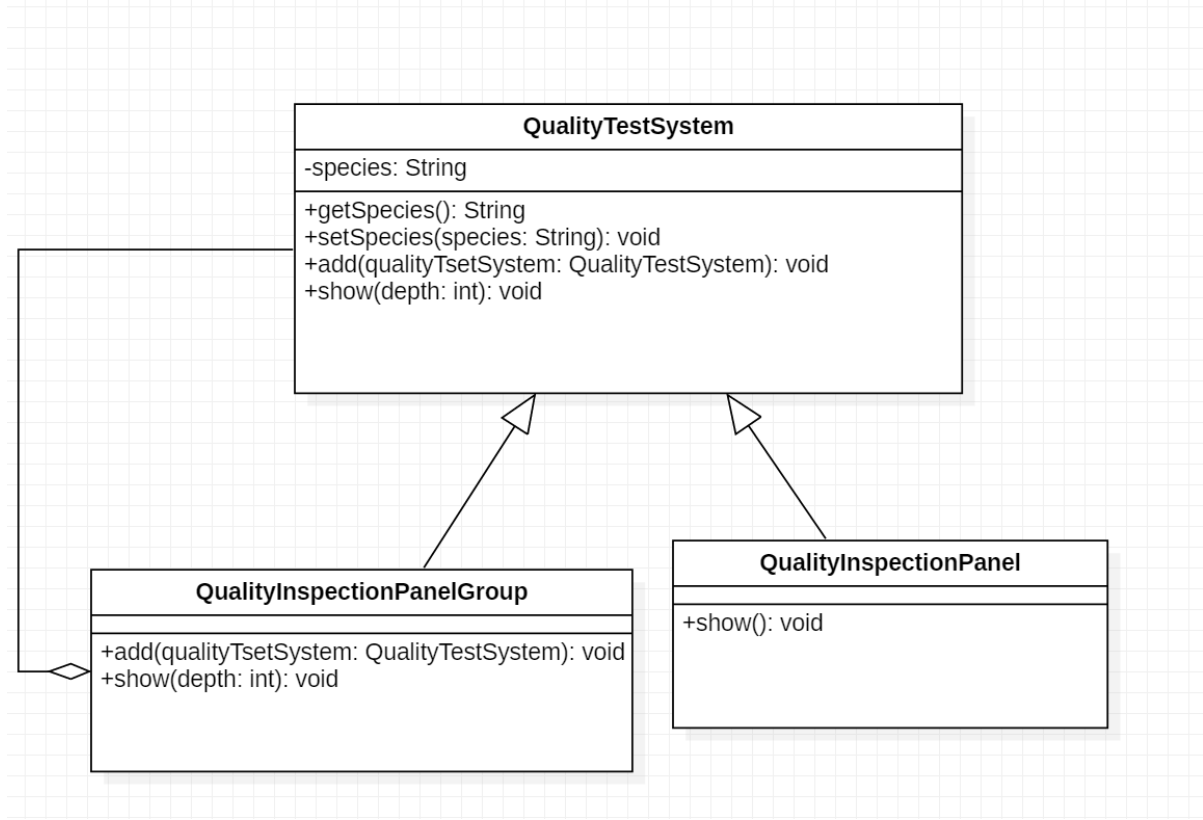 QualityTestSystem
-species: String
+getSpecies(): String
+setSpecies(species: String): void
+add(qualityTsetSystem: QualityTestSystem): void
+show(depth: int): void
QualityInspectionPanelGroup
+add(qualityTsetSystem: QualityTestSystem): void
+show(depth: int): void
QualityInspectionPanel
+show(): void